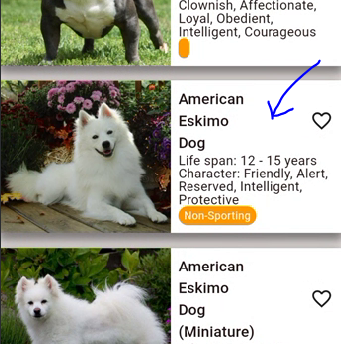 Clownish, Affectionate,
Loyal, Obedient,
Intelligent, Courageous
American
Eskimo
Dog
Life span: 12 - 15 years
Character: Friendly, Alert,
Reserved, Intelligent,
Protective
Non-Sporting
American
Eskimo
Dog
(Miniature)